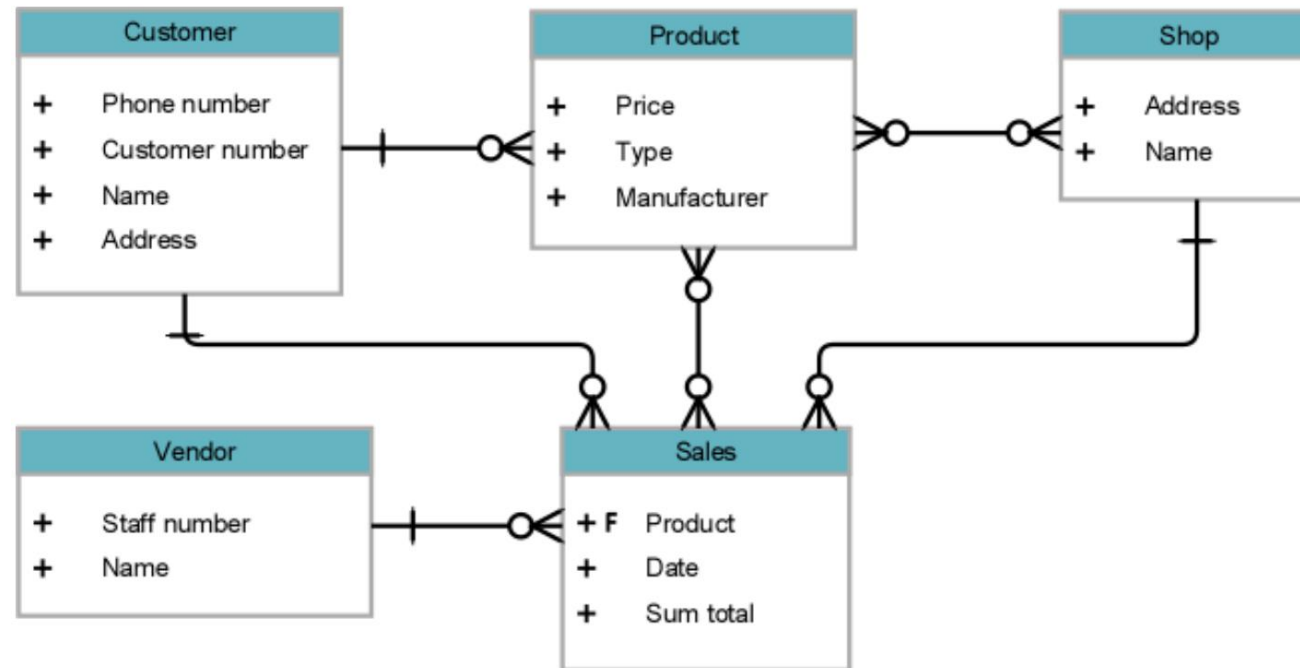 Customer
+ Phone number
+ Customer number
+ Name
+ Address
Product
+ Price
+ Type
+ Manufacturer
Shop
+ Address
+ Name
Vendor
+ Staff number
+ Name
Sales
+ F Product
+ Date
+ Sum total